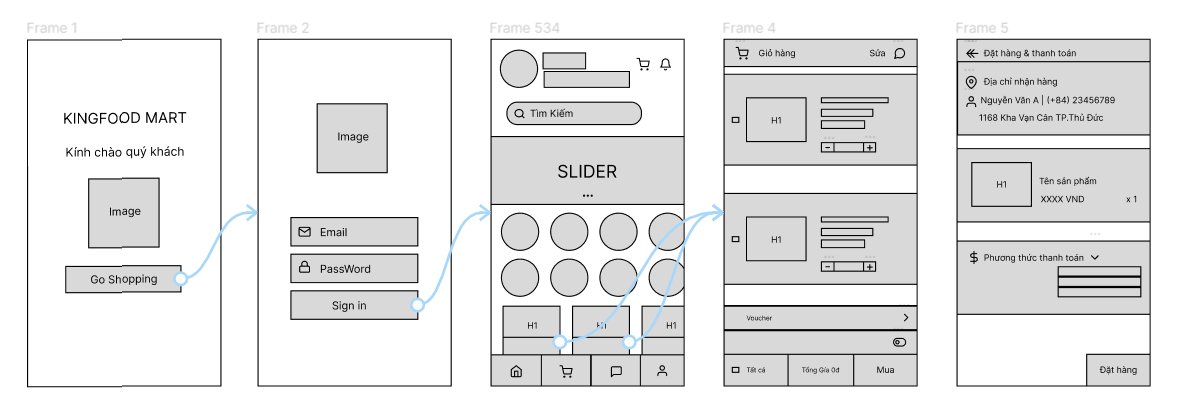 Frame 1
KINGFOOD MART
Kính chào quý khách
Image
Go Shopping
Frame 2
Image
Email
PassWord
Sign in
Frame 534
Tìm Kiếm
SLIDER
H1
H1
H1
Frame 4
Giỏ hàng
Sửa
H1
H1
Voucher
Tất cả
Tổng Gía 0đ
Mua
Frame 5
Đặt hàng & thanh toán
Địa chỉ nhận hàng
Nguyễn Văn A | (+84) 23456789
1168 Kha Vạn Cân TP.Thủ Đức
H1
Tên sản phẩm
XXXX VND x 1
Phương thức thanh toán
Đặt hàng